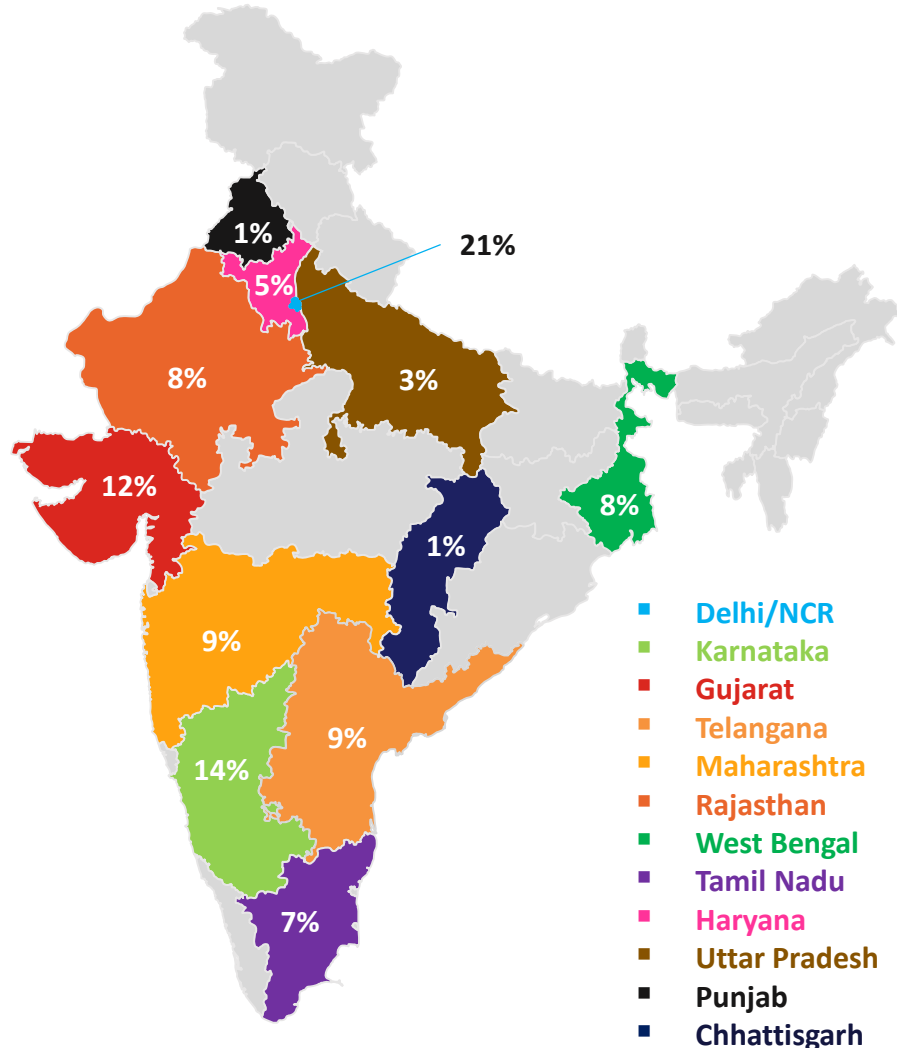 1%
21%
5%
8%
3%
12%
8%
1%
9%
9%
14%
7%
Delhi/NCR
Karnataka
Gujarat
Telangana
Maharashtra
Rajasthan
West Bengal
Tamil Nadu
Haryana
Uttar Pradesh
Punjab
Chhattisgarh